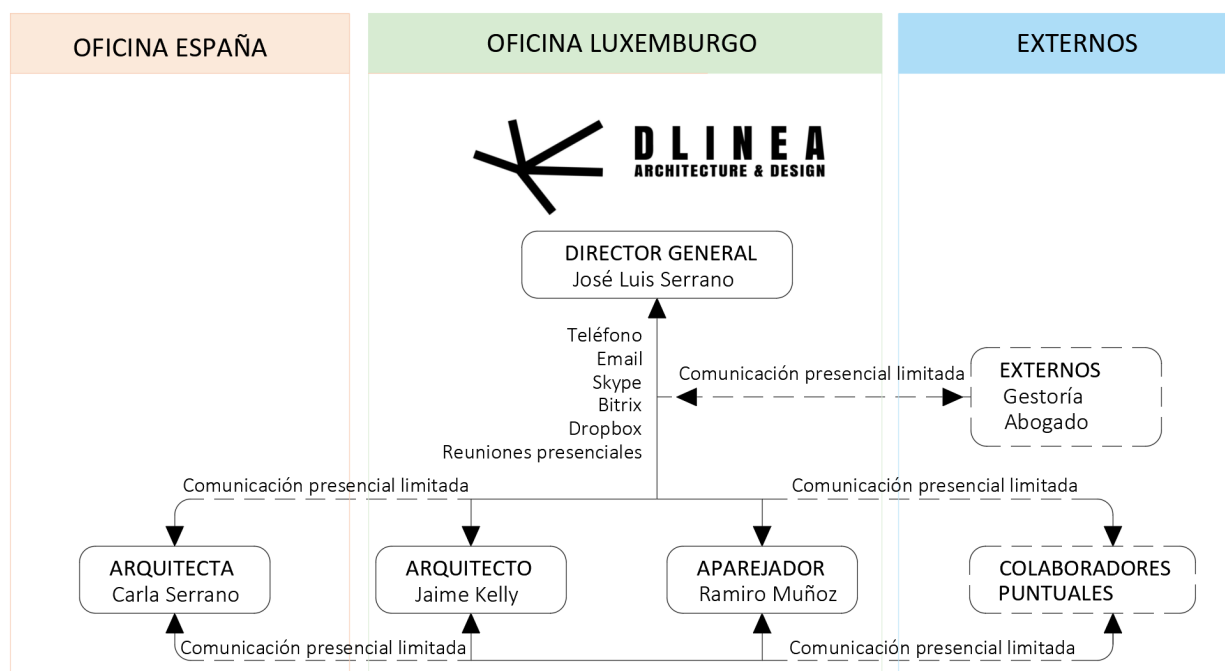 OFICINA ESPAÑA
OFICINA LUXEMBURGO
EXTERNOS
DLINEA
ARCHITECTURE & DESIGN
DIRECTOR GENERAL
José Luis Serrano
Teléfono
Email
Skype
Bitrix
Dropbox
Reuniones presenciales
Comunicación presencial limitada
EXTERNOS
Gestoría
Abogado
Comunicación presencial limitada
Comunicación presencial limitada
ARQUITECTA
Carla Serrano
ARQUITECTO
Jaime Kelly
APAREJADOR
Ramiro Muñoz
COLABORADORES
PUNTUALES
Comunicación presencial limitada
Comunicación presencial limitada